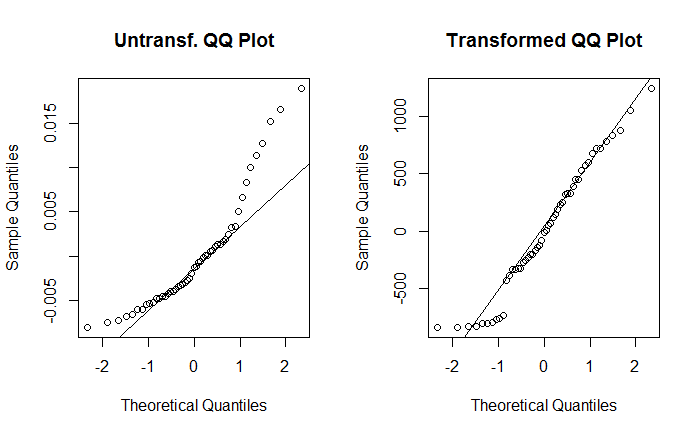 Untransf. QQ Plot
Sample Quantiles
0.015
0.005
-0.005
-2 -1 0 1 2
Theoretical Quantiles
Transformed QQ Plot
Sample Quantiles
1000
500
0
-500
-2 -1 0 1 2
Theoretical Quantiles